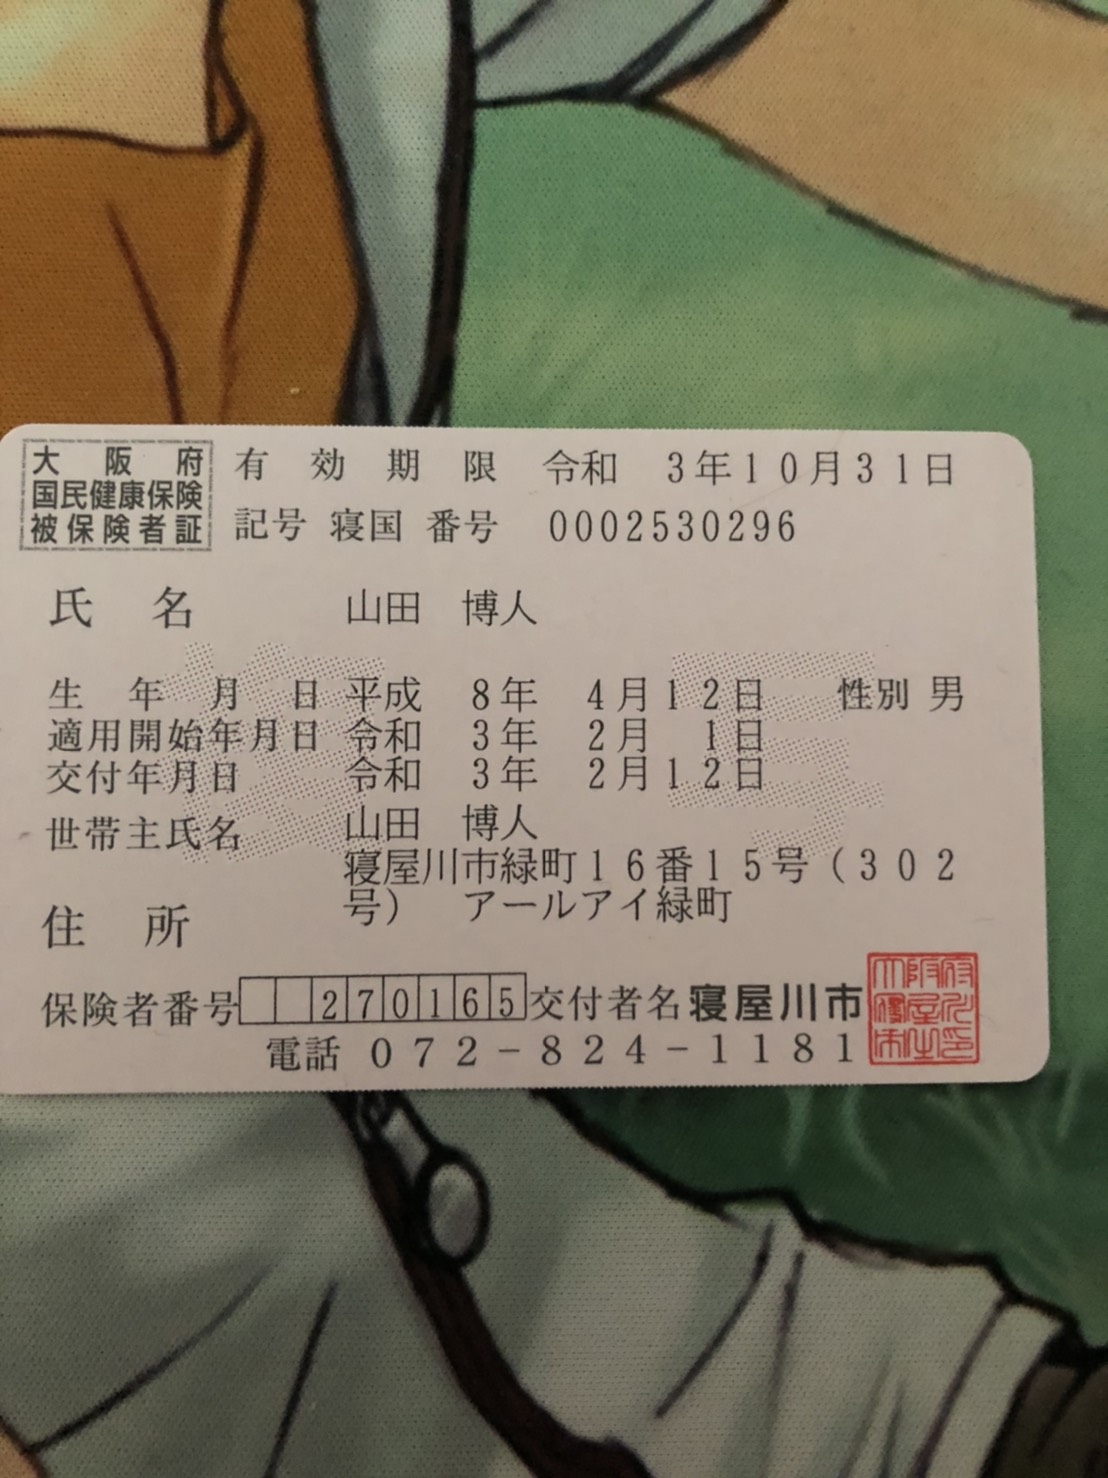 大阪府
国民健康保険
被保険者証
有効期限 令和 3年10月31日
記号 寝国 番号 0002530296
氏名 山田 博人
生年月日 平成 8年 4月12日 性別 男
適用開始年月日 令和 3年 2月 1日
交付年月日 令和 3年 2月12日
世帯主氏名 山田 博人
住所 寝屋川市緑町16番15号(302
号) アールアイ緑町
保険者番号 270165 交付者名 寝屋川市
電話 072-824-1181